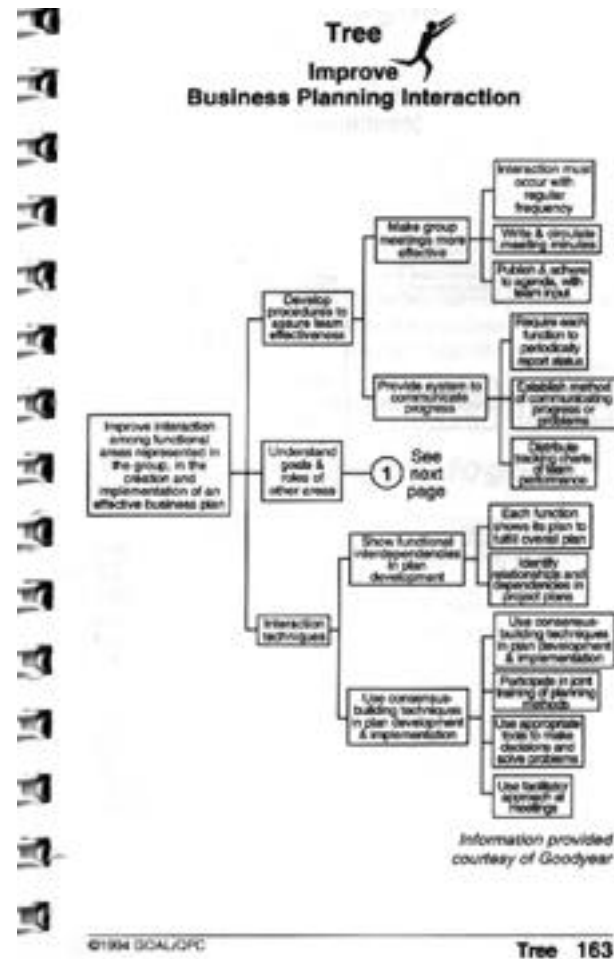 Tree
Improve
Business Planning Interaction
Interaction must
occur with
regular
frequency
Make group
meetings more
effective
Write & circulate
meeting minutes
Publish & adhere
to agenda, with
team input
Develop
procedures to
assure team
effectiveness
Require each
function to
periodically
report status
Provide system to
communicate
progress
Establish method
of communicating
progress or
problems
Distribute
tracking charts
of team
performance
Improve interaction
among functional
areas represented in
the group, in the
creation and
implementation of an
effective business plan
Understand
goals &
roles of
other areas
1
See
next
page
Show functional
interdependencies
in plan
development
Each function
shows its plan to
fulfill overall plan
Identify
relationships and
dependencies in
project plans
Interaction
techniques
Use consensus-
building techniques
in plan development
& implementation
Use consensus-
building techniques
in plan development
& implementation
Participate in joint
training of planning
methods
Use appropriate
tools to make
decisions and
solve problems
Use facilitator
approach at
meetings
Information provided
courtesy of Goodyear
©1994 GOAL/QPC
Tree 163